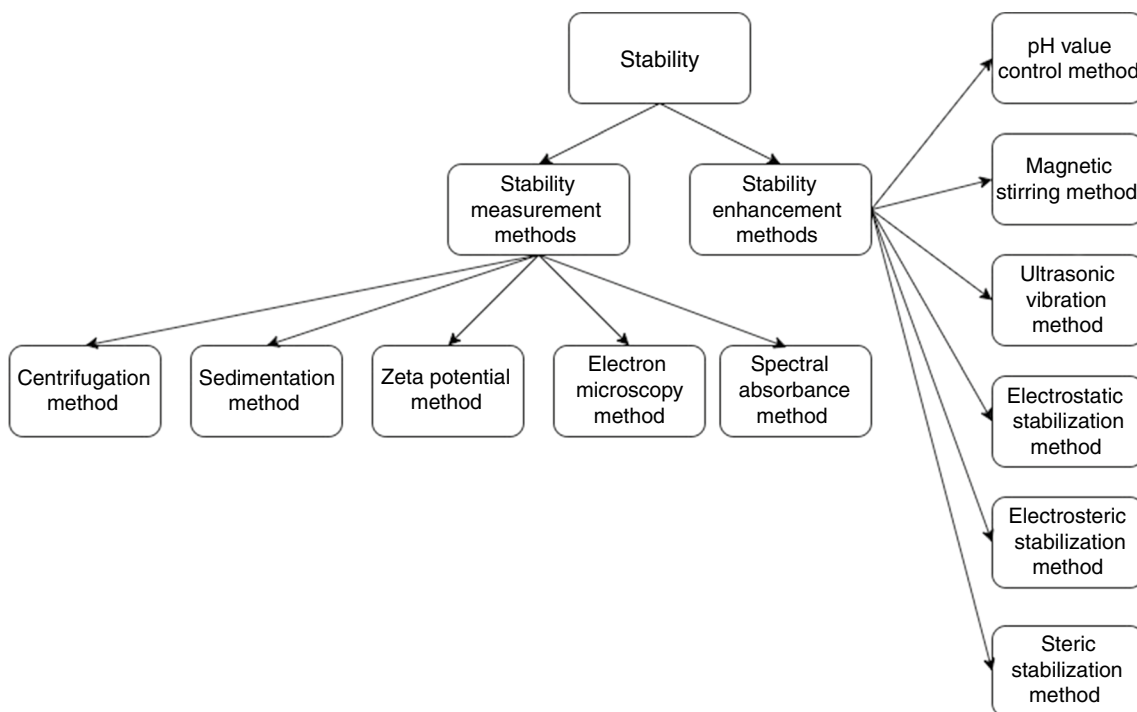 Stability
Stability
measurement
methods
Stability
enhancement
methods
Centrifugation
method
Sedimentation
method
Zeta potential
method
Electron
microscopy
method
Spectral
absorbance
method
pH value
control method
Magnetic
stirring method
Ultrasonic
vibration
method
Electrostatic
stabilization
method
Electrosteric
stabilization
method
Steric
stabilization
method